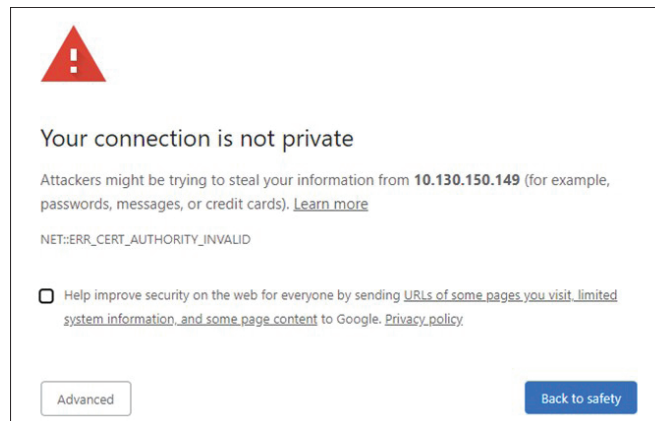 Your connection is not private
Attackers might be trying to steal your information from 10.130.150.149 (for example,
passwords, messages, or credit cards). Learn more
NET::ERR_CERT_AUTHORITY_INVALID
Help improve security on the web for everyone by sending URLs of some pages you visit, limited
system information, and some page content to Google. Privacy policy
Advanced
Back to safety